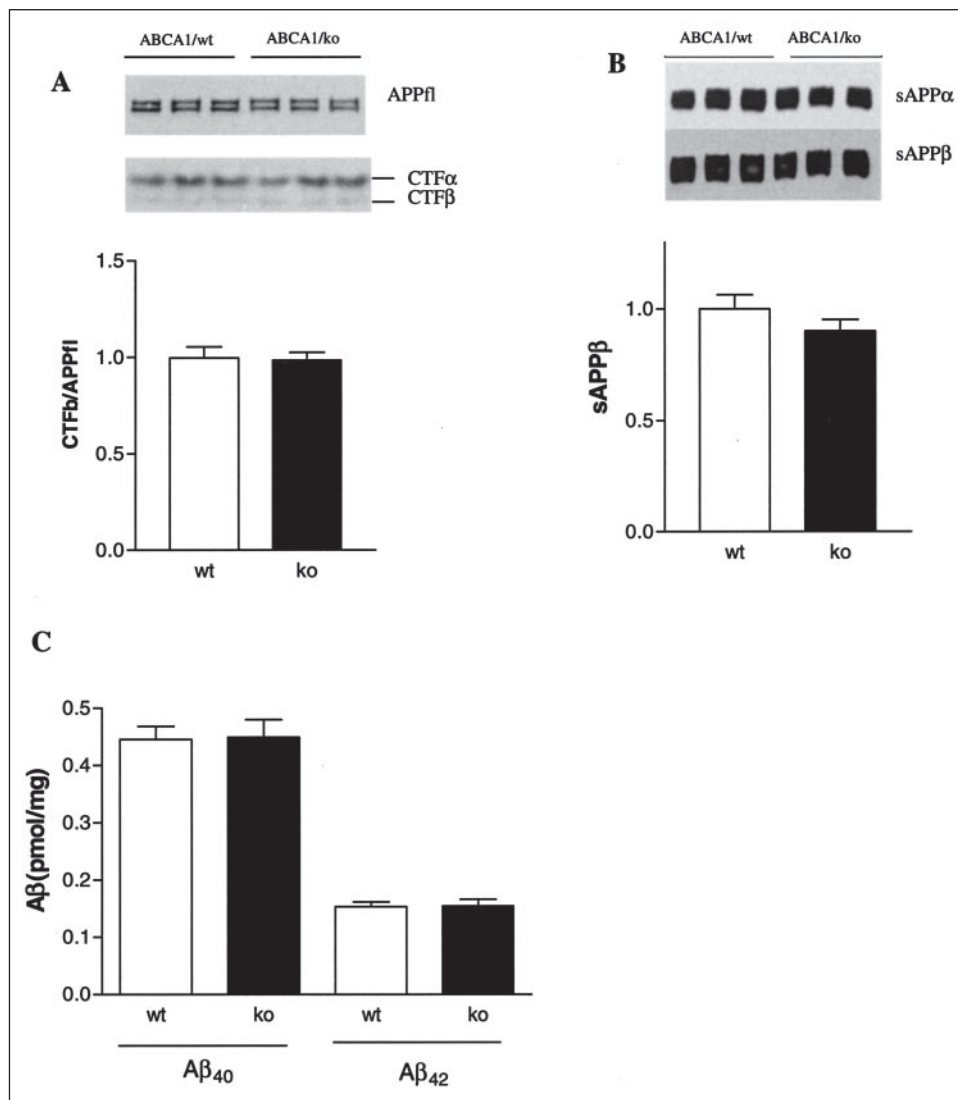 ABCA1/wt ABCA1/ko
A
APPfl
CTFα
CTFβ
1.5
1.0
0.5
0.0
CTFb/APPfl
wt ko
ABCA1/wt ABCA1/ko
B
sAPPα
sAPPβ
1.0
0.5
0.0
sAPPβ
wt ko
C
0.5
0.4
0.3
0.2
0.1
0.0
Aβ(pmol/mg)
wt ko wt ko
Aβ40 Aβ42